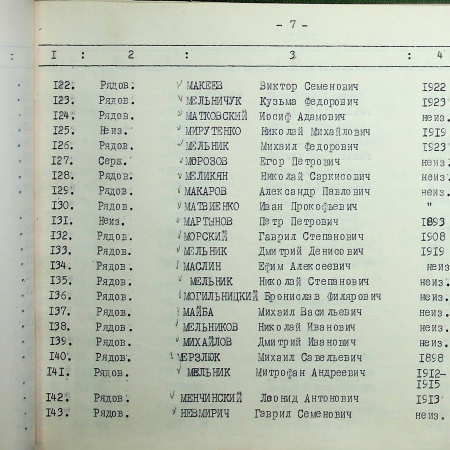 - 7 -
: I : 2 : 3 : 4
I22. Рядов. МАКЕЕВ Виктор Семенович 1922
I23. Рядов. МЕЛЬНИЧУК Кузьма Федорович 1923
I24. Рядов. МАТКОВСКИЙ Иосиф Адамович неиз.
I25. Неиз. МИРУТЕНКО Николай Михайлович 1919
I26. Рядов. МЕЛЬНИК Михаил Федорович 1923
I27. Серж. МОРОЗОВ Егор Петрович неиз.
I28. Рядов. МЕЛИКЯН Николай Саркисович неиз.
I29. Рядов. МАКАРОВ Александр Павлович неиз.
I30. Рядов. МАТВИЕНКО Иван Прокофьевич "
I3I. Неиз. МАРТЫНОВ Петр Петрович 1893
I32. Рядов. МОРСКИЙ Гаврил Степанович 1908
I33. Рядов. МЕЛЬНИК Дмитрий Денисович 1919
I34. Рядов. МАСЛИН Ефим Алексеевич неиз
I35. Рядов. МЕЛЬНИК Николай Степанович неиз.
I36. Рядов. МОГИЛЬНИЦКИЙ Бронислав Филярович неиз.
I37. Рядов. МАЙБА Михаил Васильевич неиз.
I38. Рядов. МЕЛЬНИКОВ Николай Иванович неиз.
I39. Рядов. МИХАЙЛОВ Дмитрий Иванович неиз.
I40. Рядов. МЕРЗЛЮК Михаил Савельевич 1898
I4I. Рядов. МЕЛЬНИК Митрофан Андреевич 1912-
1915
I42. Рядов. МЕНЧИНСКИЙ Леонид Антонович 1913
I43. Рядов. НЕВМИРИЧ Гаврил Семенович неиз.